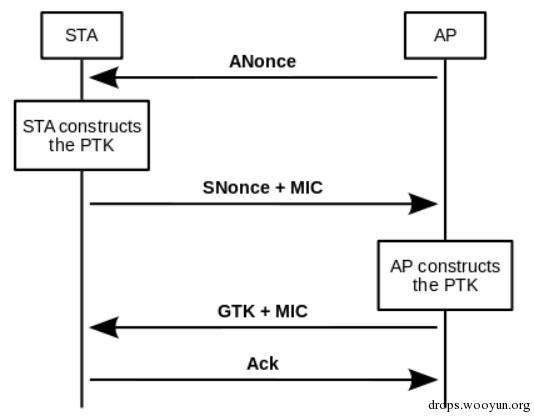 STA
AP
ANonce
STA constructs
the PTK
SNonce + MIC
AP constructs
the PTK
GTK + MIC
Ack
drops.wooyun.org